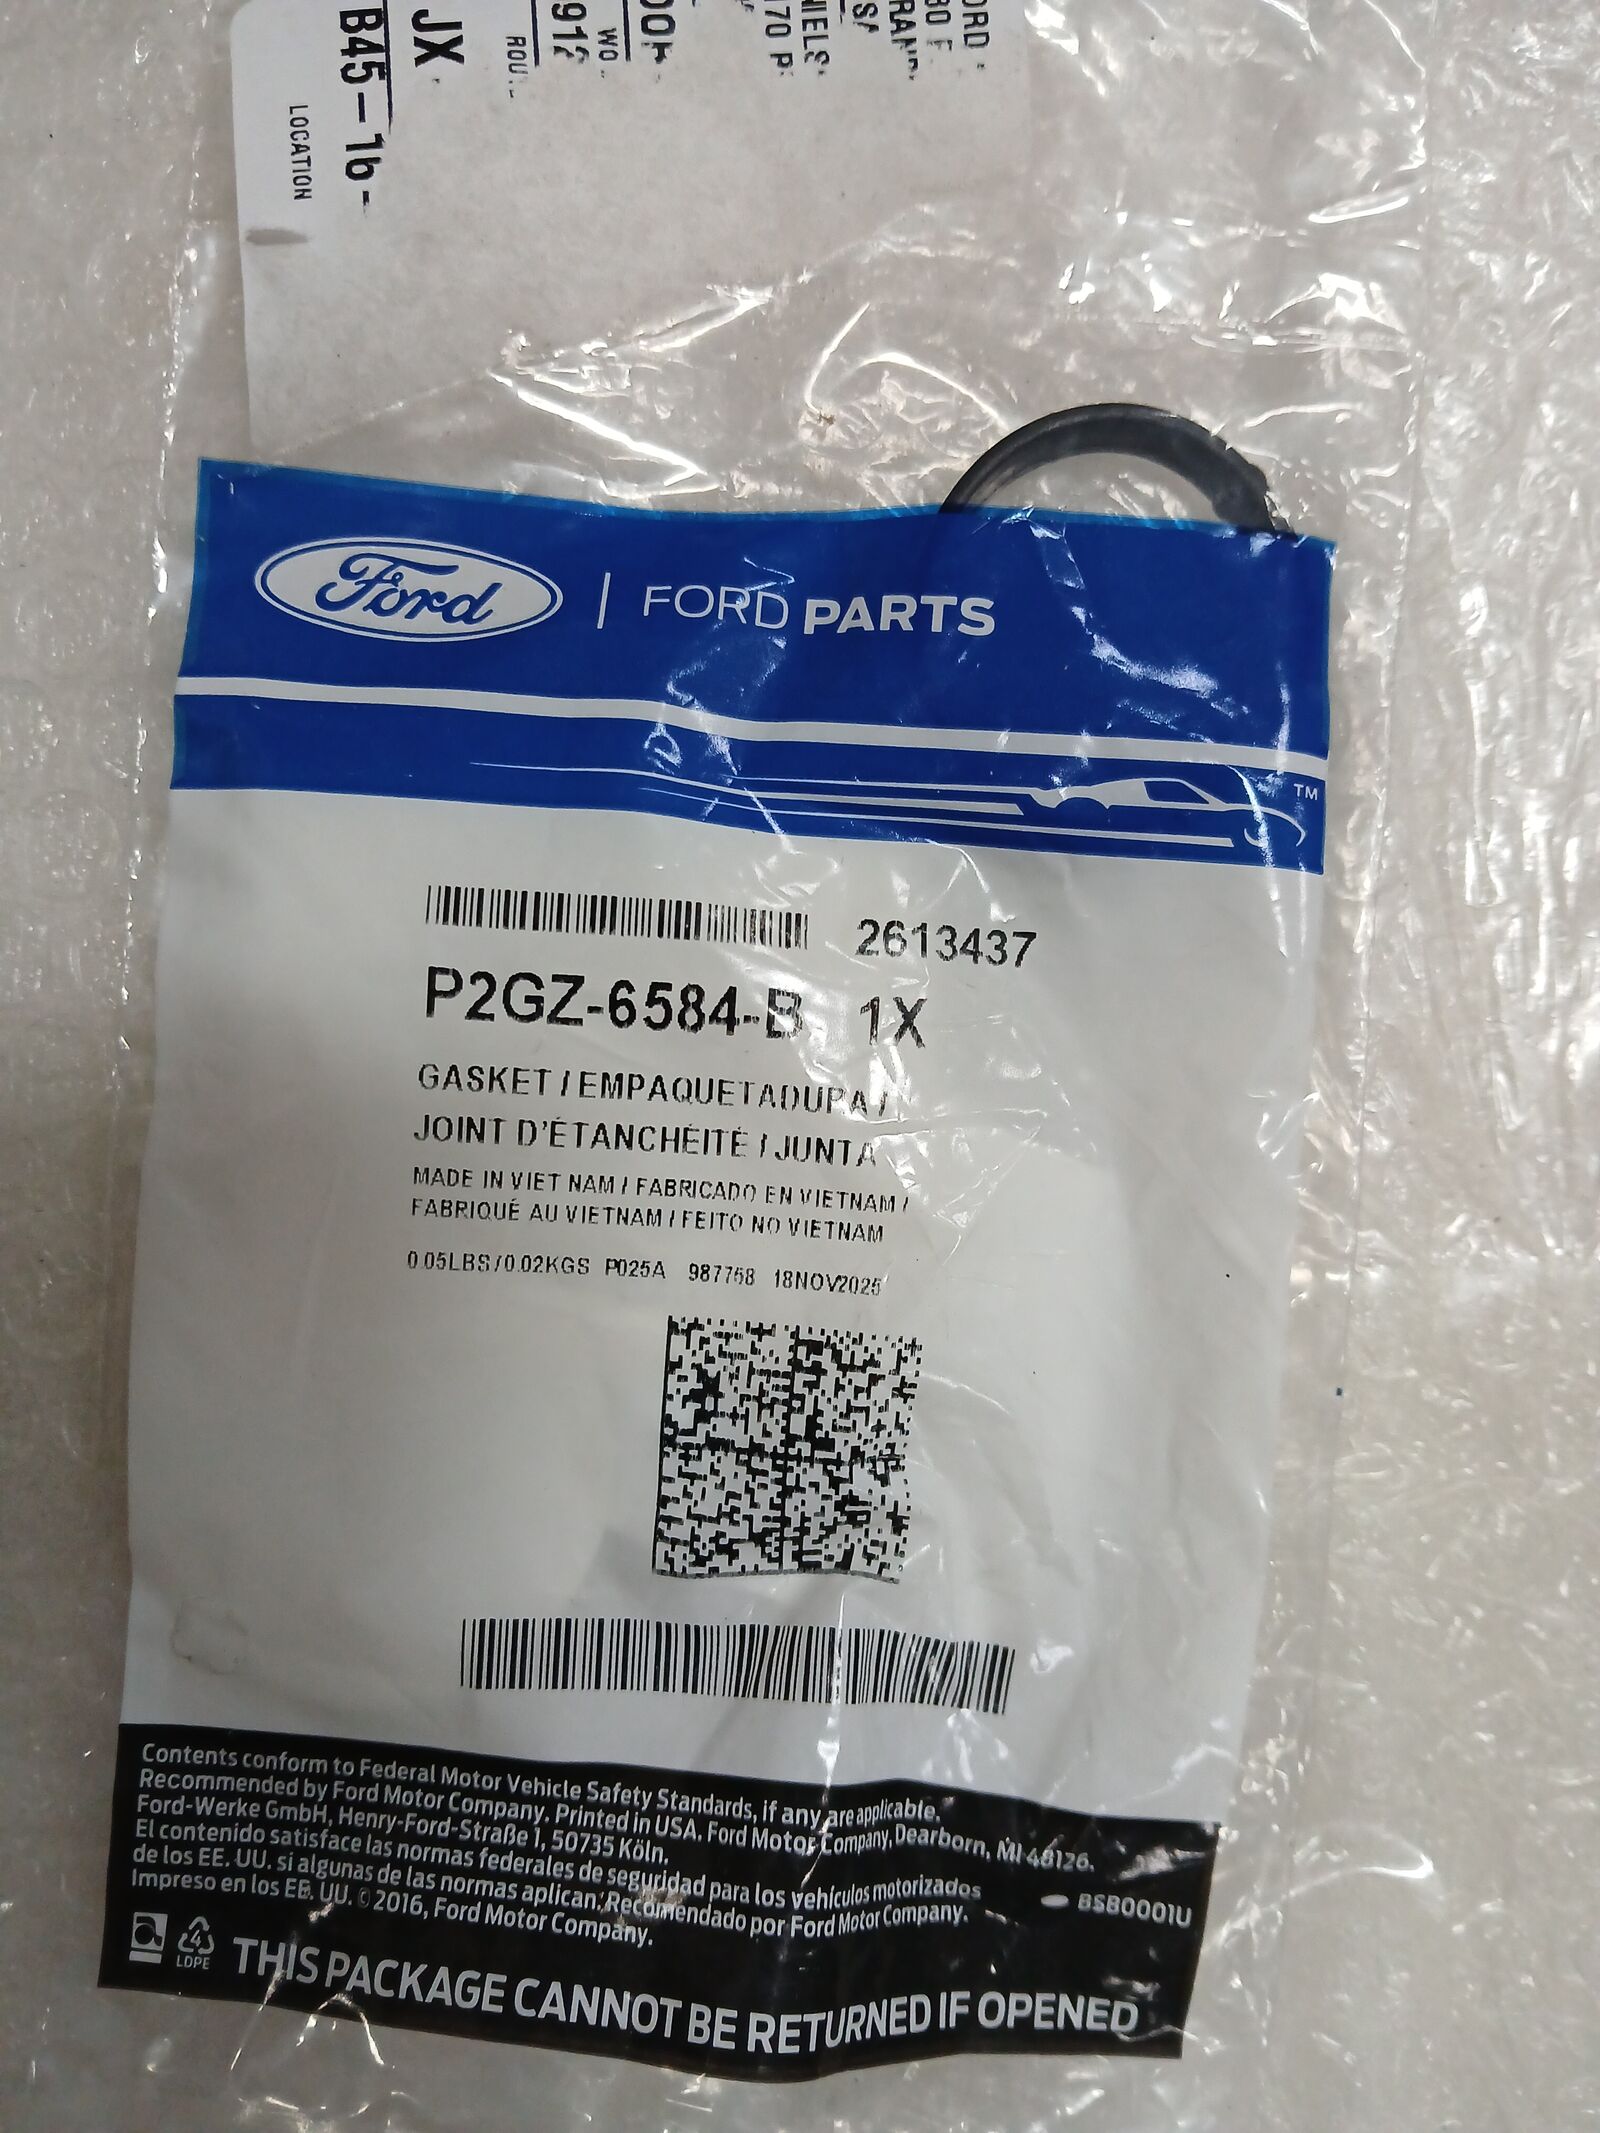 B45-1b-
LOCATION
JX
Ford | FORD PARTS
TM
2613437
P2GZ-6584-B 1X
GASKET / EMPAQUETADURA /
JOINT D'ÉTANCHÉITÉ / JUNTA
MADE IN VIET NAM / FABRICADO EN VIETNAM /
FABRIQUÉ AU VIETNAM / FEITO NO VIETNAM
0.05LBS/0.02KGS P025A 987758 18NOV2025
Contents conform to Federal Motor Vehicle Safety Standards, if any are applicable.
Recommended by Ford Motor Company. Printed in USA. Ford Motor Company, Dearborn, MI 48126.
Ford-Werke GmbH, Henry-Ford-Straße 1, 50735 Köln.
El contenido satisface las normas federales de seguridad para los vehículos motorizados
de los EE. UU. si algunas de las normas aplican. Recomendado por Ford Motor Company.
Impreso en los EE. UU. © 2016, Ford Motor Company.
BSB0001U
4
LDPE
THIS PACKAGE CANNOT BE RETURNED IF OPENED